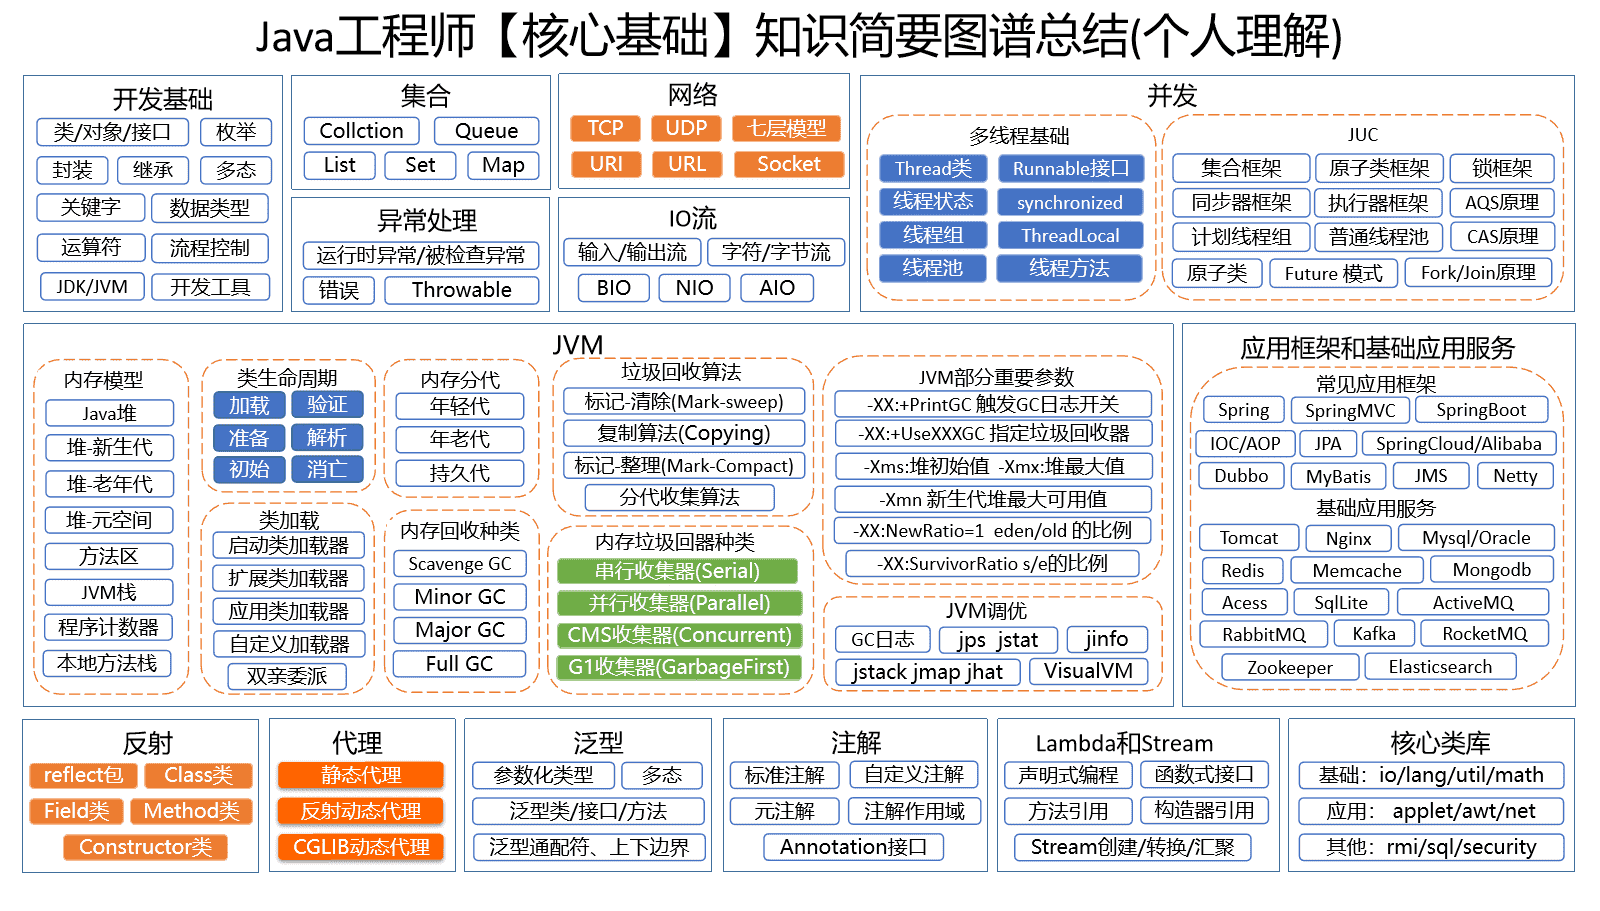 Java工程师【核心基础】知识简要图谱总结(个人理解)
开发基础
类/对象/接口 枚举
封装 继承 多态
关键字 数据类型
运算符 流程控制
JDK/JVM 开发工具
集合
Collction Queue
List Set Map
异常处理
运行时异常/被检查异常
错误 Throwable
网络
TCP UDP 七层模型
URI URL Socket
IO流
输入/输出流 字符/字节流
BIO NIO AIO
并发
多线程基础
Thread类 Runnable接口
线程状态 synchronized
线程组 ThreadLocal
线程池 线程方法
JUC
集合框架 原子类框架 锁框架
同步器框架 执行器框架 AQS原理
计划线程组 普通线程池 CAS原理
原子类 Future 模式 Fork/Join原理
JVM
内存模型
Java堆
堆-新生代
堆-老年代
堆-元空间
方法区
JVM栈
程序计数器
本地方法栈
类生命周期
加载 验证
准备 解析
初始 消亡
类加载
启动类加载器
扩展类加载器
应用类加载器
自定义加载器
双亲委派
内存分代
年轻代
年老代
持久代
内存回收种类
Scavenge GC
Minor GC
Major GC
Full GC
垃圾回收算法
标记-清除(Mark-sweep)
复制算法(Copying)
标记-整理(Mark-Compact)
分代收集算法
内存垃圾回器种类
串行收集器(Serial)
并行收集器(Parallel)
CMS收集器(Concurrent)
G1收集器(GarbageFirst)
JVM部分重要参数
-XX:+PrintGC 触发GC日志开关
-XX:+UseXXXGC 指定垃圾回收器
-Xms:堆初始值 -Xmx:堆最大值
-Xmn 新生代堆最大可用值
-XX:NewRatio=1 eden/old 的比例
-XX:SurvivorRatio s/e的比例
JVM调优
GC日志 jps jstat jinfo
jstack jmap jhat VisualVM
应用框架和基础应用服务
常见应用框架
Spring SpringMVC SpringBoot
IOC/AOP JPA SpringCloud/Alibaba
Dubbo MyBatis JMS Netty
基础应用服务
Tomcat Nginx Mysql/Oracle
Redis Memcache Mongodb
Acess SqlLite ActiveMQ
RabbitMQ Kafka RocketMQ
Zookeeper Elasticsearch
反射
reflect包 Class类
Field类 Method类
Constructor类
代理
静态代理
反射动态代理
CGLIB动态代理
泛型
参数化类型 多态
泛型类/接口/方法
泛型通配符、上下边界
注解
标准注解 自定义注解
元注解 注解作用域
Annotation接口
Lambda和Stream
声明式编程 函数式接口
方法引用 构造器引用
Stream创建/转换/汇聚
核心类库
基础：io/lang/util/math
应用： applet/awt/net
其他：rmi/sql/security